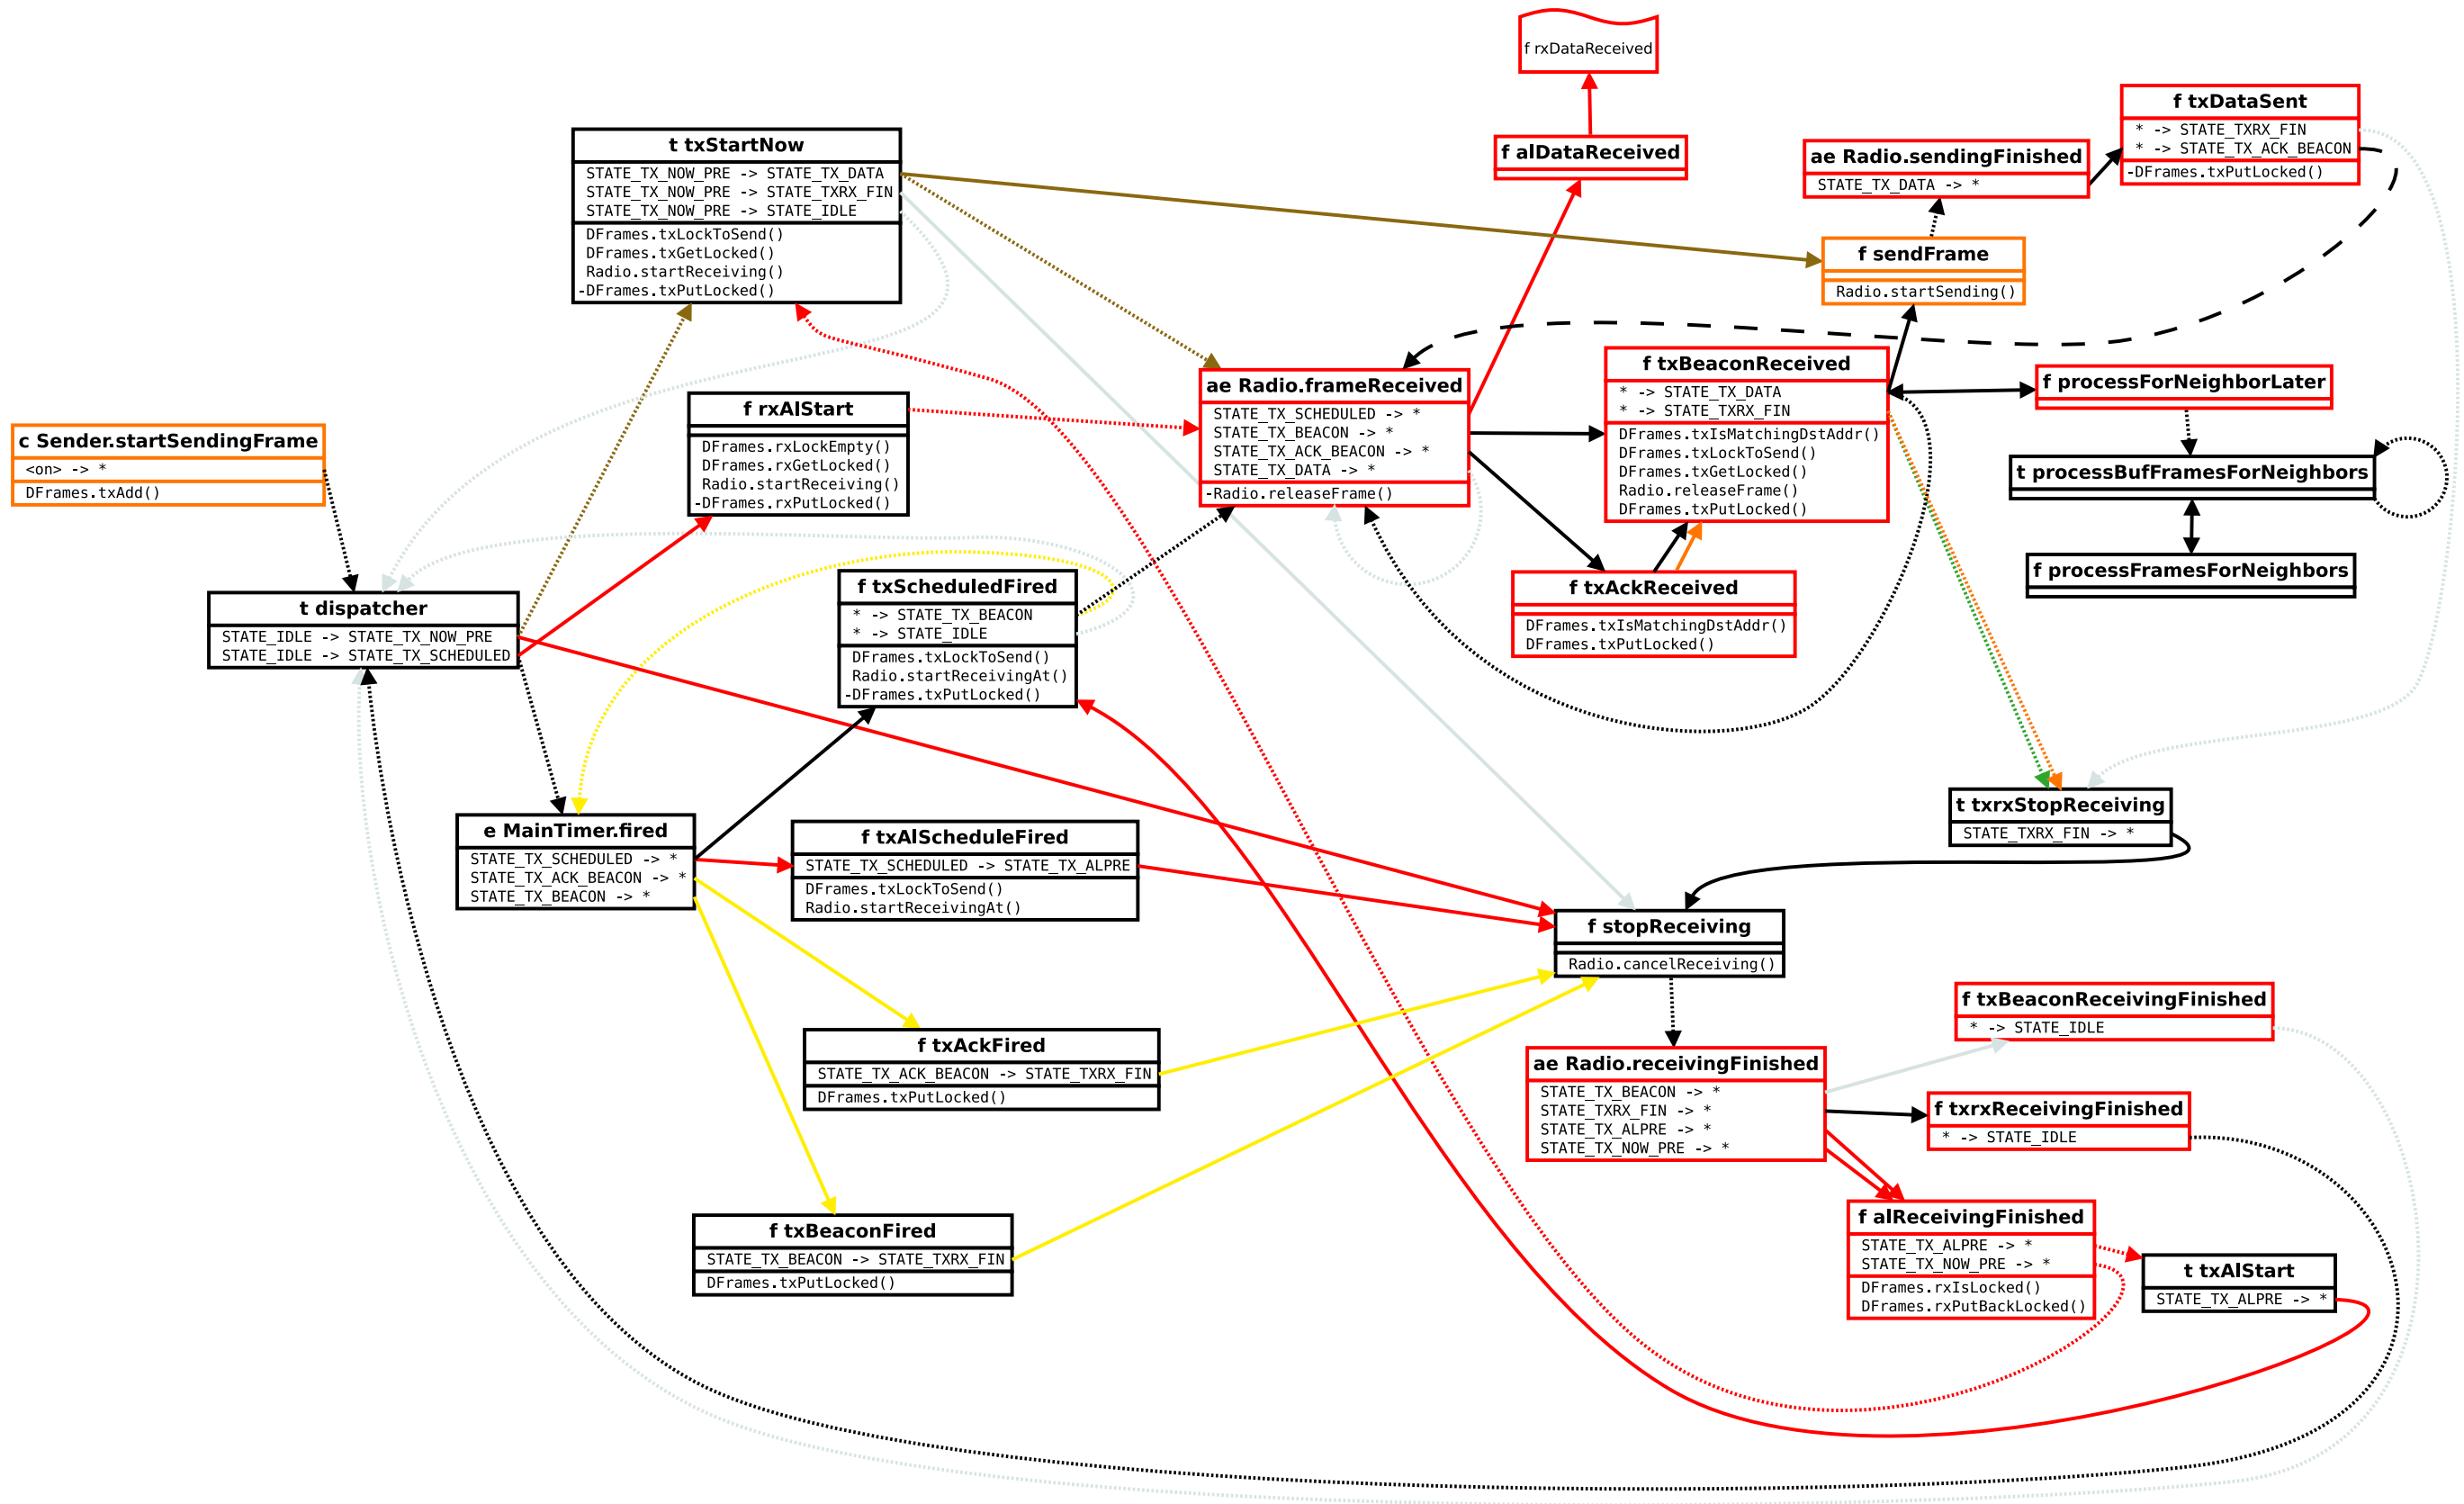 f rxDataReceived
f txDataSent
* -> STATE_TXRX_FIN
* -> STATE_TX_ACK_BEACON
-DFrames.txPutLocked()
f alDataReceived
ae Radio.sendingFinished
STATE_TX_DATA -> *
t txStartNow
STATE_TX_NOW_PRE -> STATE_TX_DATA
STATE_TX_NOW_PRE -> STATE_TXRX_FIN
STATE_TX_NOW_PRE -> STATE_IDLE
DFrames.txLockToSend()
DFrames.txGetLocked()
Radio.startReceiving()
-DFrames.txPutLocked()
f sendFrame
Radio.startSending()
f txBeaconReceived
* -> STATE_TX_DATA
* -> STATE_TXRX_FIN
DFrames.txIsMatchingDstAddr()
DFrames.txLockToSend()
DFrames.txGetLocked()
Radio.releaseFrame()
DFrames.txPutLocked()
f processForNeighborLater
ae Radio.frameReceived
STATE_TX_SCHEDULED -> *
STATE_TX_BEACON -> *
STATE_TX_ACK_BEACON -> *
STATE_TX_DATA -> *
-Radio.releaseFrame()
f rxAlStart
DFrames.rxLockEmpty()
DFrames.rxGetLocked()
Radio.startReceiving()
-DFrames.rxPutLocked()
c Sender.startSendingFrame
<on> -> *
DFrames.txAdd()
t processBufFramesForNeighbors
f processFramesForNeighbors
f txAckReceived
DFrames.txIsMatchingDstAddr()
DFrames.txPutLocked()
f txScheduledFired
* -> STATE_TX_BEACON
* -> STATE_IDLE
DFrames.txLockToSend()
Radio.startReceivingAt()
-DFrames.txPutLocked()
t dispatcher
STATE_IDLE -> STATE_TX_NOW_PRE
STATE_IDLE -> STATE_TX_SCHEDULED
t txrxStopReceiving
STATE_TXRX_FIN -> *
e MainTimer.fired
STATE_TX_SCHEDULED -> *
STATE_TX_ACK_BEACON -> *
STATE_TX_BEACON -> *
f txAlScheduleFired
STATE_TX_SCHEDULED -> STATE_TX_ALPRE
DFrames.txLockToSend()
Radio.startReceivingAt()
f stopReceiving
Radio.cancelReceiving()
f txBeaconReceivingFinished
* -> STATE_IDLE
f txAckFired
STATE_TX_ACK_BEACON -> STATE_TXRX_FIN
DFrames.txPutLocked()
ae Radio.receivingFinished
STATE_TX_BEACON -> *
STATE_TXRX_FIN -> *
STATE_TX_ALPRE -> *
STATE_TX_NOW_PRE -> *
f txrxReceivingFinished
* -> STATE_IDLE
f txBeaconFired
STATE_TX_BEACON -> STATE_TXRX_FIN
DFrames.txPutLocked()
f alReceivingFinished
STATE_TX_ALPRE -> *
STATE_TX_NOW_PRE -> *
DFrames.rxIsLocked()
DFrames.rxPutBackLocked()
t txAlStart
STATE_TX_ALPRE -> *